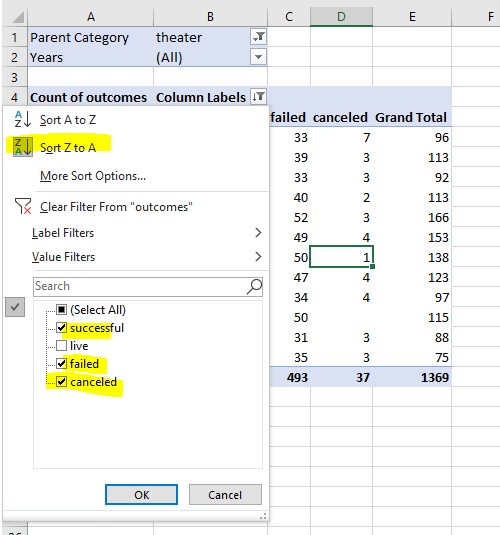 A B C D E F
1 Parent Category theater
2 Years (All)
3
4 Count of outcomes Column Labels
failed canceled Grand Total
Sort A to Z
Sort Z to A
More Sort Options...
Clear Filter From "outcomes"
Label Filters
Value Filters
Search
(Select All)
successful
live
failed
canceled
OK Cancel
33 7 96
39 3 113
33 3 92
40 2 113
52 3 166
49 4 153
50 1 138
47 4 123
34 4 97
50 115
31 3 88
35 3 75
493 37 1369